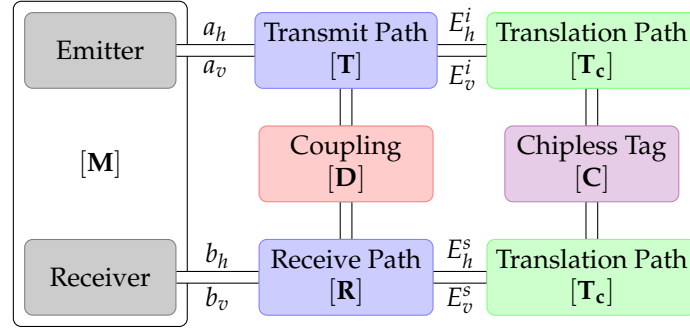 Emitter
a_h
a_v
Transmit Path
[T]
E_h^i
E_v^i
Translation Path
[T_c]
[M]
Coupling
[D]
Chipless Tag
[C]
Receiver
b_h
b_v
Receive Path
[R]
E_h^s
E_v^s
Translation Path
[T_c]